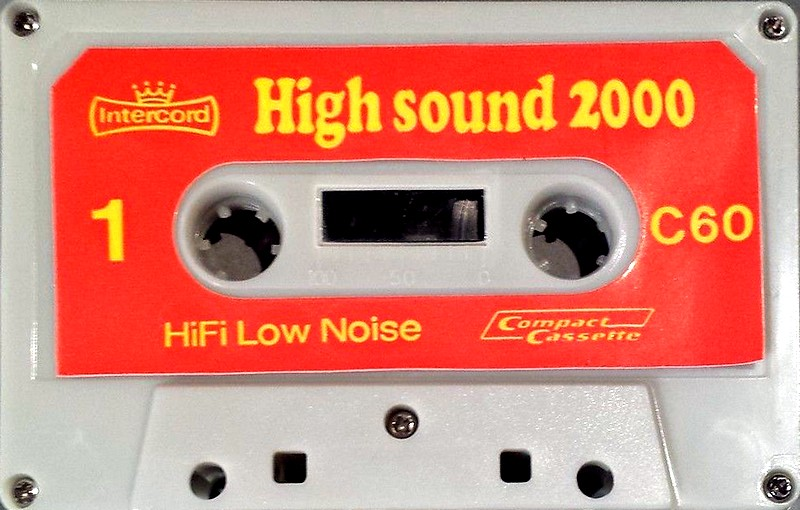 Intercord
High sound 2000
1
C60
100 50 0
HiFi Low Noise
Compact
Cassette